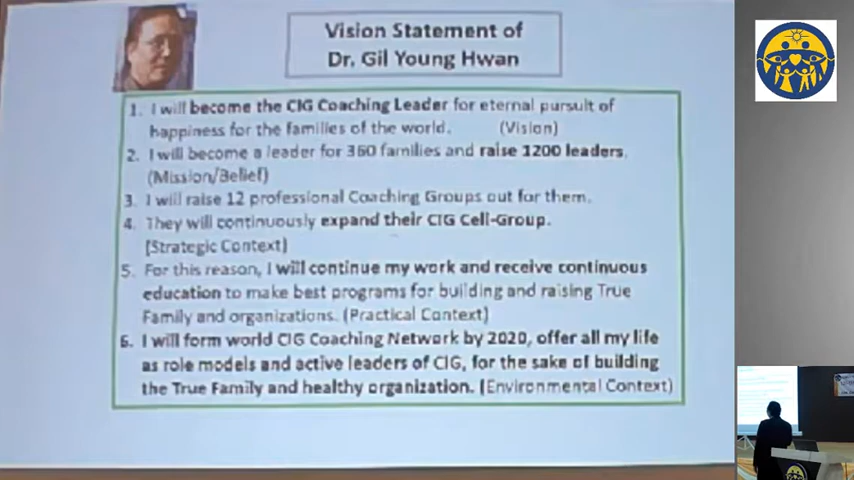 Vision Statement of
Dr. Gil Young Hwan
1. I will become the CIG Coaching Leader for eternal pursuit of
happiness for the families of the world. (Vision)
2. I will become a leader for 360 families and raise 1200 leaders.
(Mission/Belief)
3. I will raise 12 professional Coaching Groups out for them.
4. They will continuously expand their CIG Cell-Group.
(Strategic Context)
5. For this reason, I will continue my work and receive continuous
education to make best programs for building and raising True
Family and organizations. (Practical Context)
6. I will form world CIG Coaching Network by 2020, offer all my life
as role models and active leaders of CIG, for the sake of building
the True Family and healthy organization. (Environmental Context)